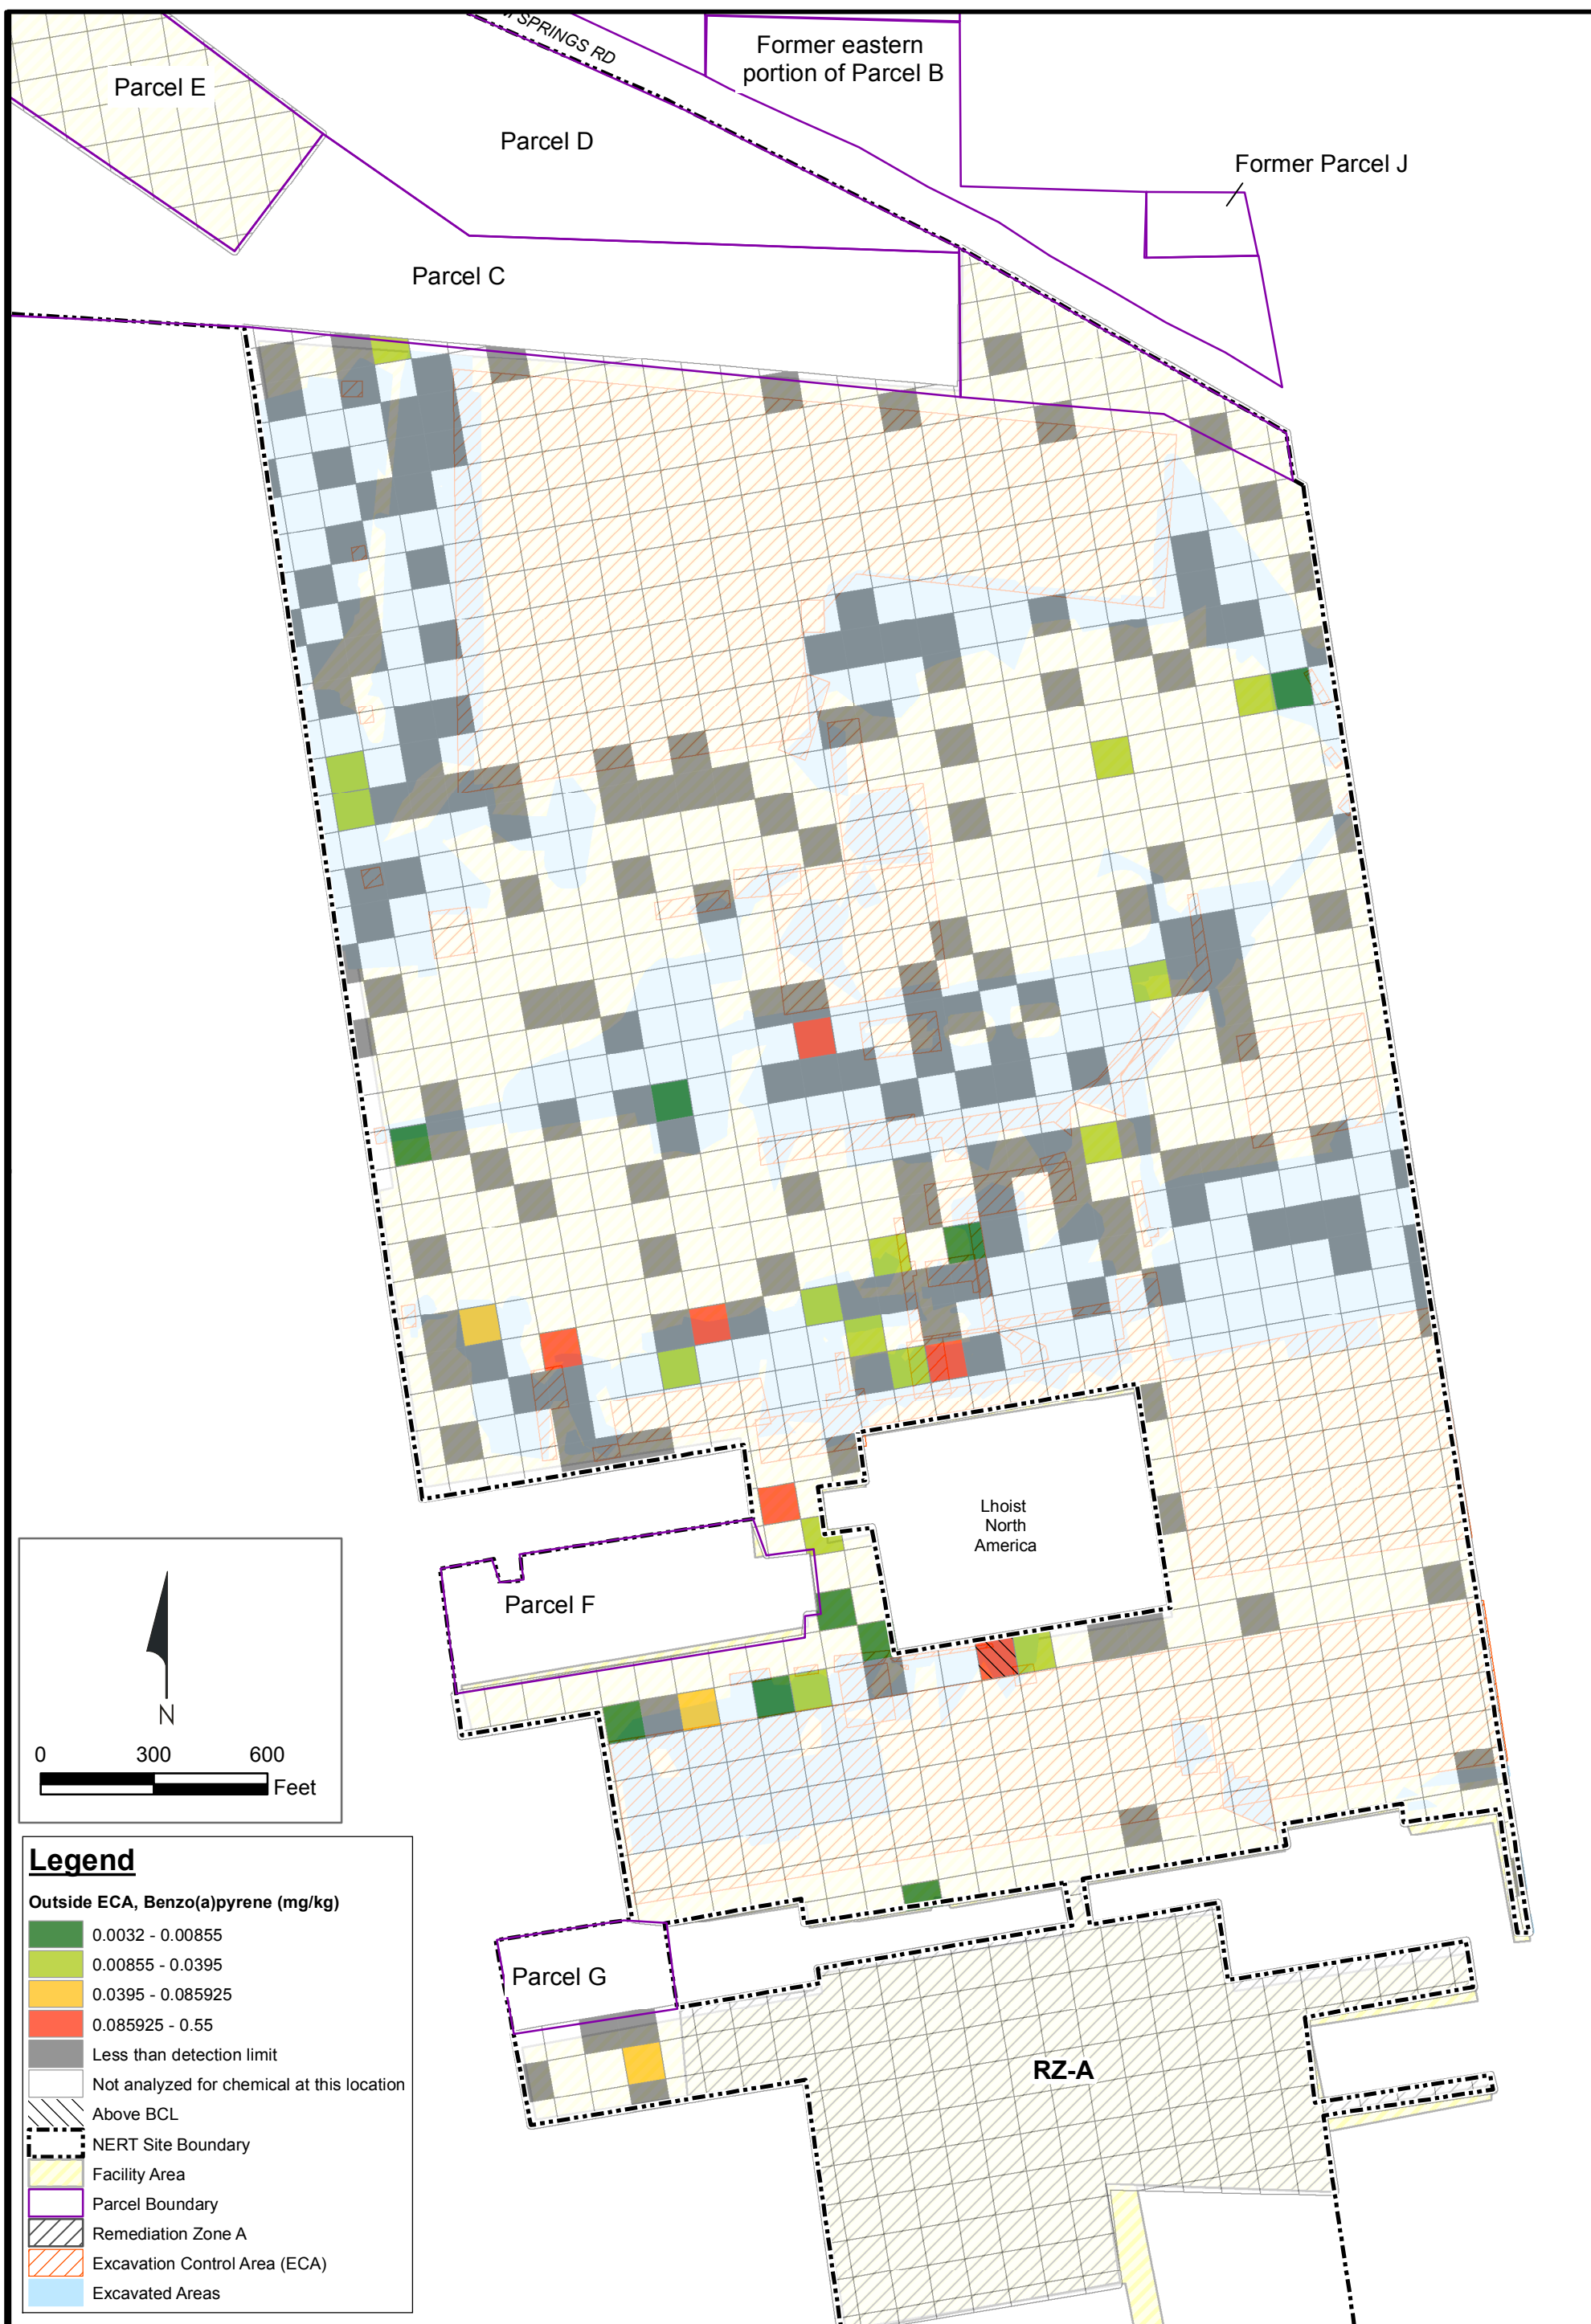 SPRINGS RD
Former eastern
portion of Parcel B
Parcel E
Parcel D
Former Parcel J
Parcel C
Lhoist
North
America
Parcel F
N
0 300 600
Feet
Parcel G
RZ-A
Legend
Outside ECA, Benzo(a)pyrene (mg/kg)
0.0032 - 0.00855
0.00855 - 0.0395
0.0395 - 0.085925
0.085925 - 0.55
Less than detection limit
Not analyzed for chemical at this location
Above BCL
NERT Site Boundary
Facility Area
Parcel Boundary
Remediation Zone A
Excavation Control Area (ECA)
Excavated Areas